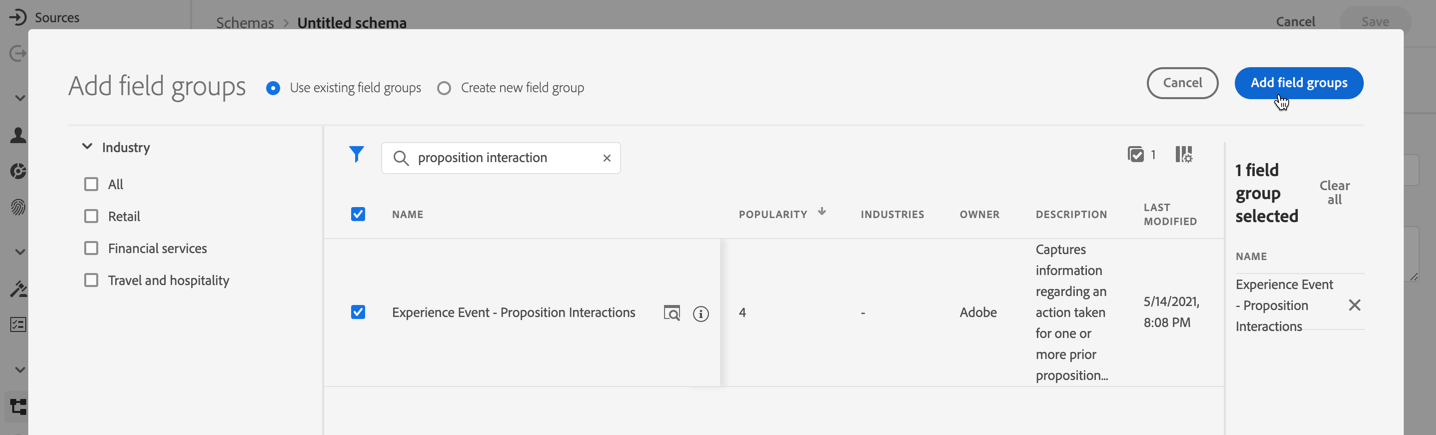 Sources
Schemas > Untitled schema
Cancel
Save
Add field groups
Use existing field groups
Create new field group
Cancel
Add field groups
Industry
All
Retail
Financial services
Travel and hospitality
proposition interaction
1
NAME
POPULARITY
INDUSTRIES
OWNER
DESCRIPTION
LAST
MODIFIED
Experience Event - Proposition Interactions
4
-
Adobe
Captures
information
regarding an
action taken
for one or
more prior
proposition...
5/14/2021,
8:08 PM
1 field
group
selected
Clear
all
NAME
Experience Event
- Proposition
Interactions